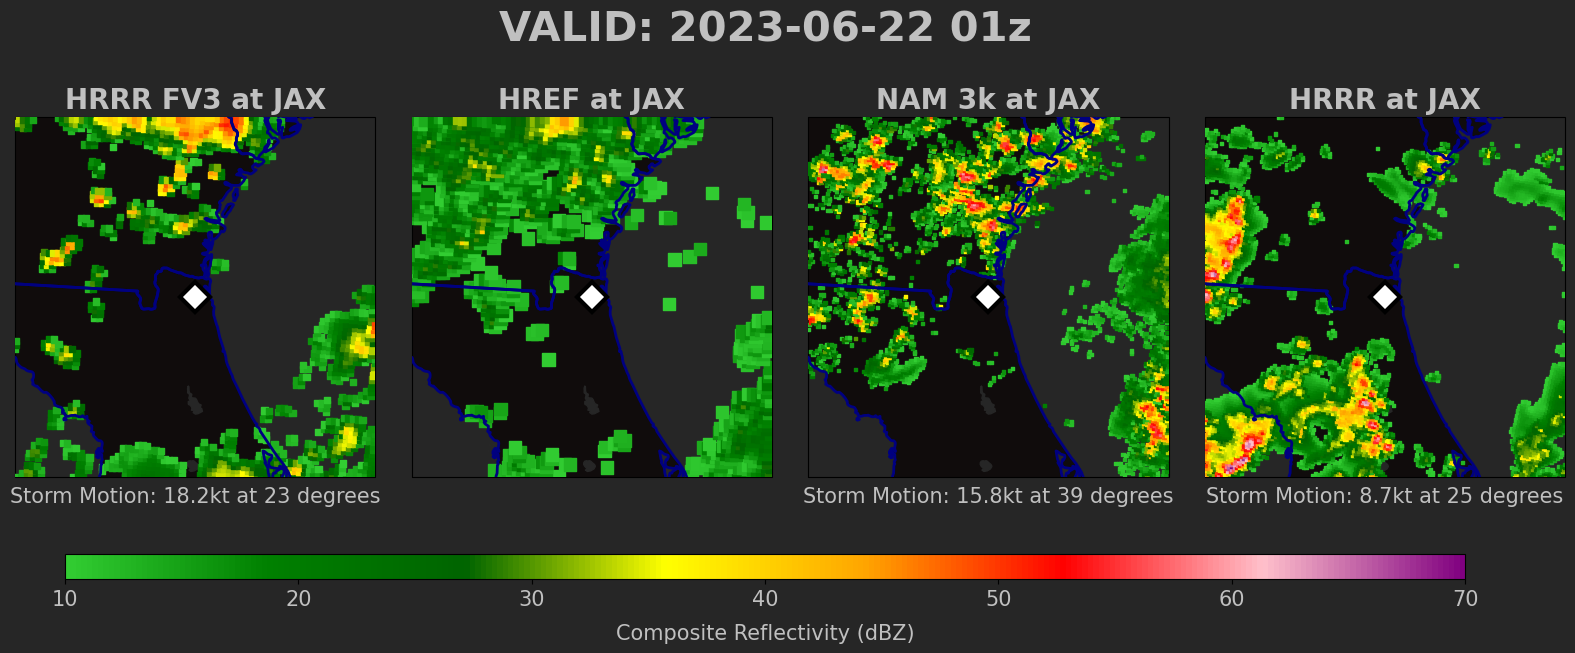 VALID: 2023-06-22 01z
HRRR FV3 at JAX
HREF at JAX
NAM 3k at JAX
HRRR at JAX
Storm Motion: 18.2kt at 23 degrees
Storm Motion: 15.8kt at 39 degrees
Storm Motion: 8.7kt at 25 degrees
10 20 30 40 50 60 70
Composite Reflectivity (dBZ)